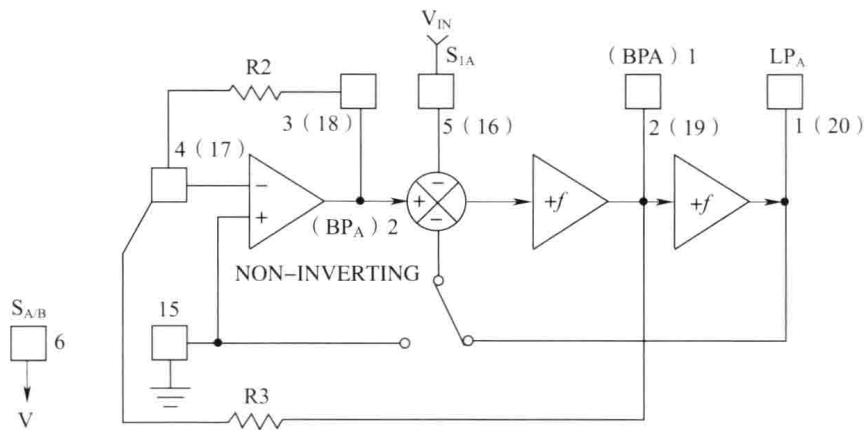 V_IN
S_1A
(BPA) 1
LP_A
R2
3 (18)
5 (16)
2 (19)
1 (20)
4 (17)
−
+
−
+
−
+f
+f
(BP_A) 2
NON−INVERTING
S_A/B
6
15
R3
V